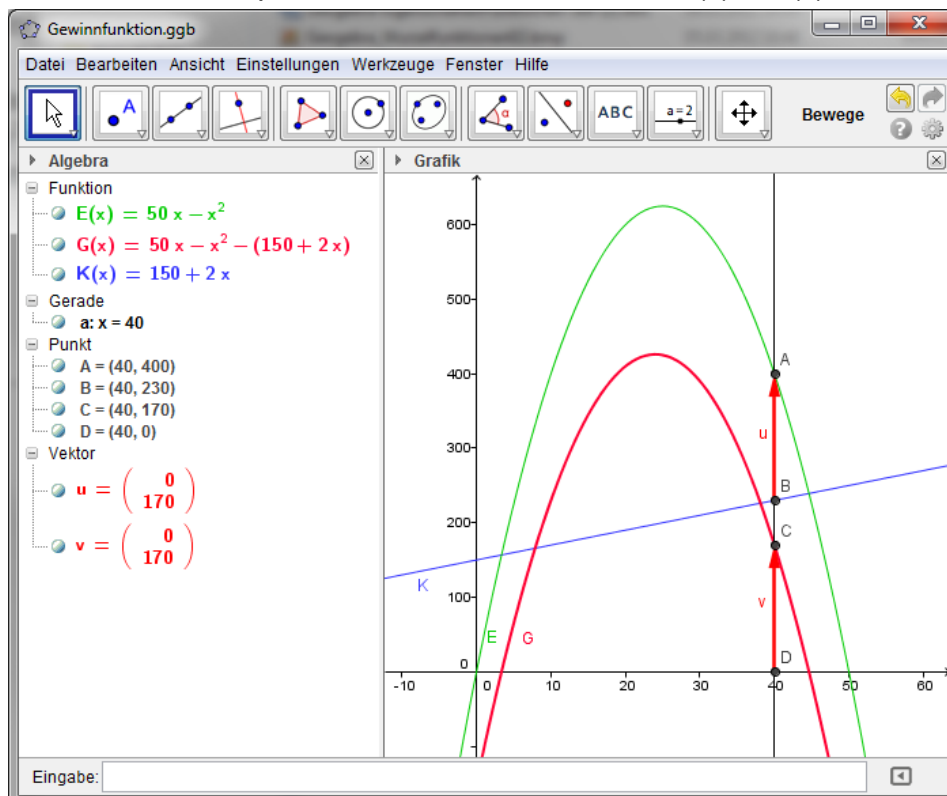 Gewinnfunktion.ggb
Datei Bearbeiten Ansicht Einstellungen Werkzeuge Fenster Hilfe
A
α
ABC
a=2
Bewege
Algebra
Grafik
Funktion
E(x) = 50 x − x²
G(x) = 50 x − x² − (150 + 2 x)
K(x) = 150 + 2 x
Gerade
a: x = 40
Punkt
A = (40, 400)
B = (40, 230)
C = (40, 170)
D = (40, 0)
Vektor
u = ( 0
170 )
v = ( 0
170 )
600
500
400
300
200
100
0
-10
0
10
20
30
40
50
60
A
u
B
C
K
v
E
G
D
Eingabe: